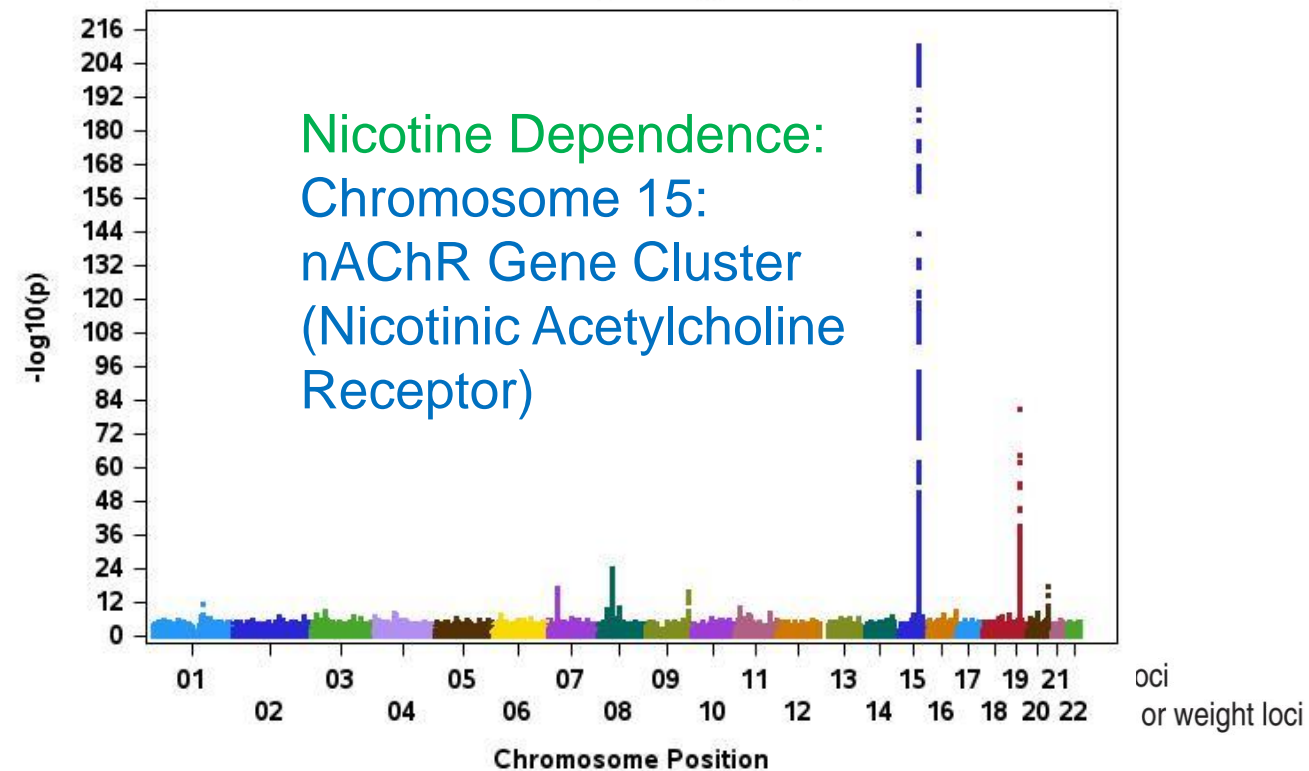 216
204
192
180
168
156
144
132
120
108
96
84
72
60
48
36
24
12
0
-log10(p)
Nicotine Dependence:
Chromosome 15:
nAChR Gene Cluster
(Nicotinic Acetylcholine
Receptor)
01 03 05 07 09 11 13 15 17 19 21
02 04 06 08 10 12 14 16 18 20 22
Chromosome Position
oci
or weight loci